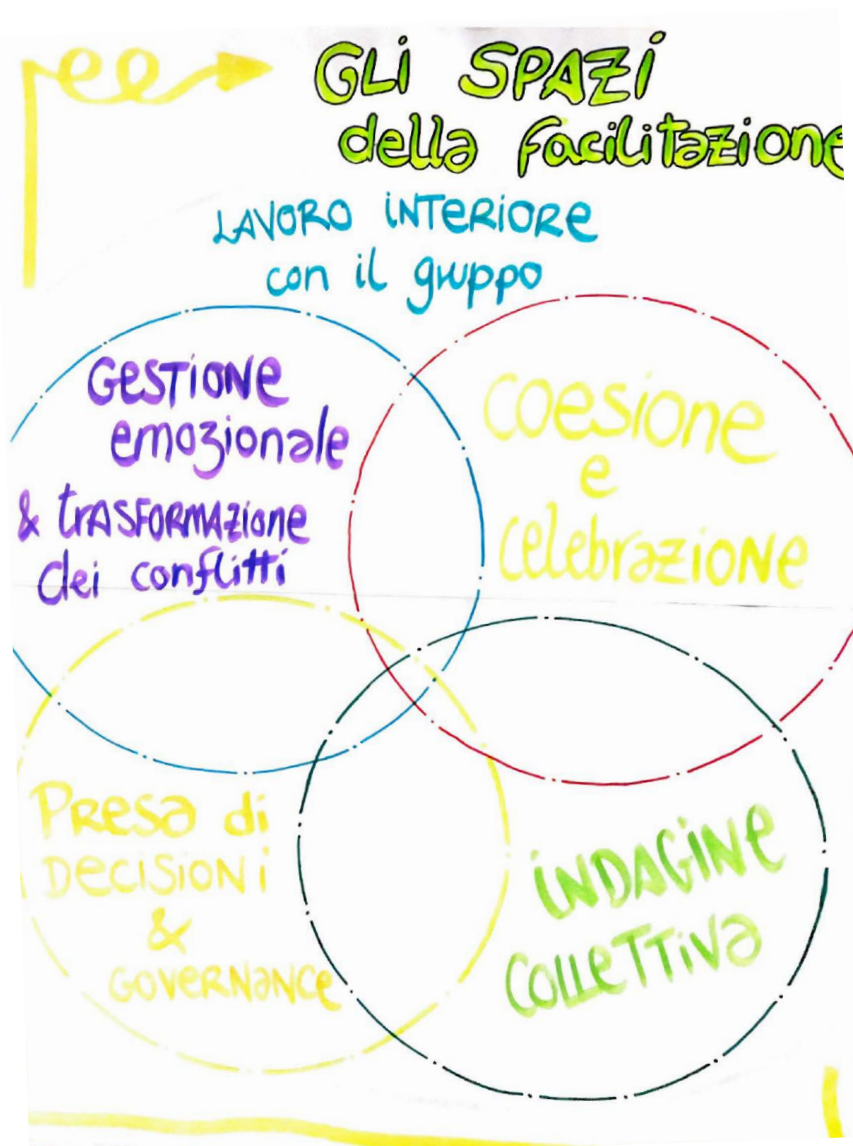 GLi SPAZi
della facilitazione
LAVORO iNTERiORE
con il gruppo
GESTiONE
emozionale
& trASFORMAZione
dei conflitti
COESiONE
e
celebrazioNe
PRESa di
DECiSiONi
&
GOVERNaNCE
iNDAGiNE
COLLETTiVa